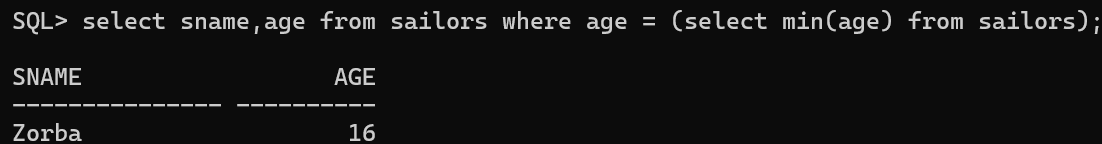 SQL> select sname,age from sailors where age = (select min(age) from sailors);
SNAME                  AGE
--------------- ----------
Zorba                   16